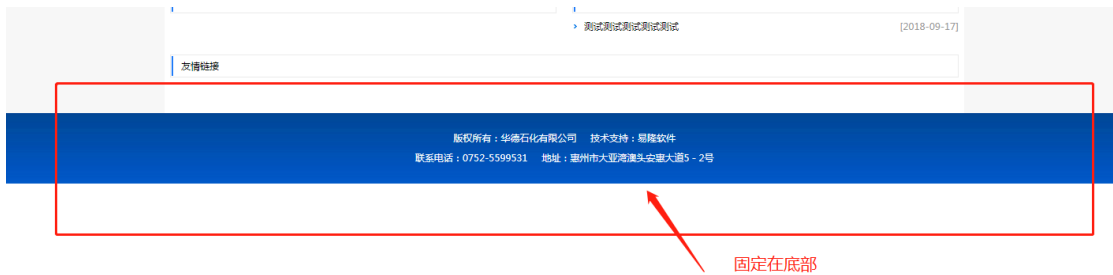 测试测试测试测试测试 [2018-09-17]
友情链接
版权所有：华德石化有限公司 技术支持：易隆软件
联系电话：0752-5599531 地址：惠州市大亚湾澳头安惠大道5 - 2号
固定在底部